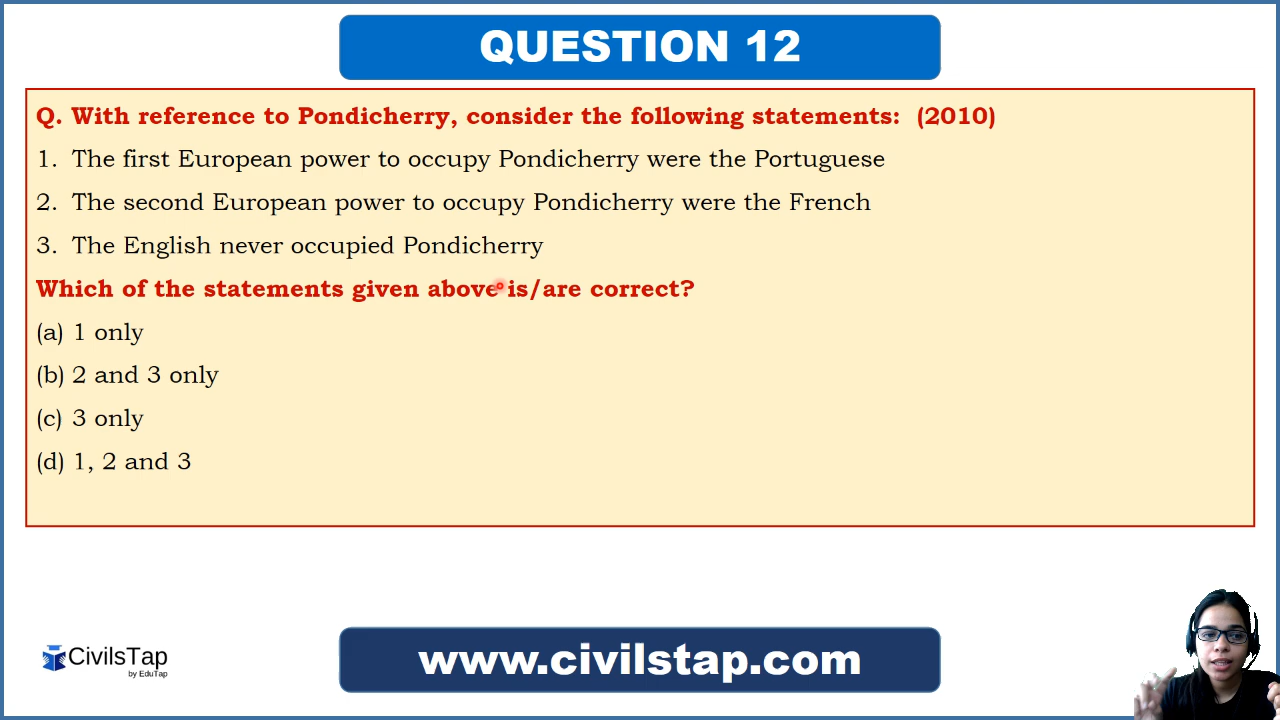 QUESTION 12
Q. With reference to Pondicherry, consider the following statements: (2010)
1. The first European power to occupy Pondicherry were the Portuguese
2. The second European power to occupy Pondicherry were the French
3. The English never occupied Pondicherry
Which of the statements given above is/are correct?
(a) 1 only
(b) 2 and 3 only
(c) 3 only
(d) 1, 2 and 3
CivilsTap
by EduTap
www.civilstap.com